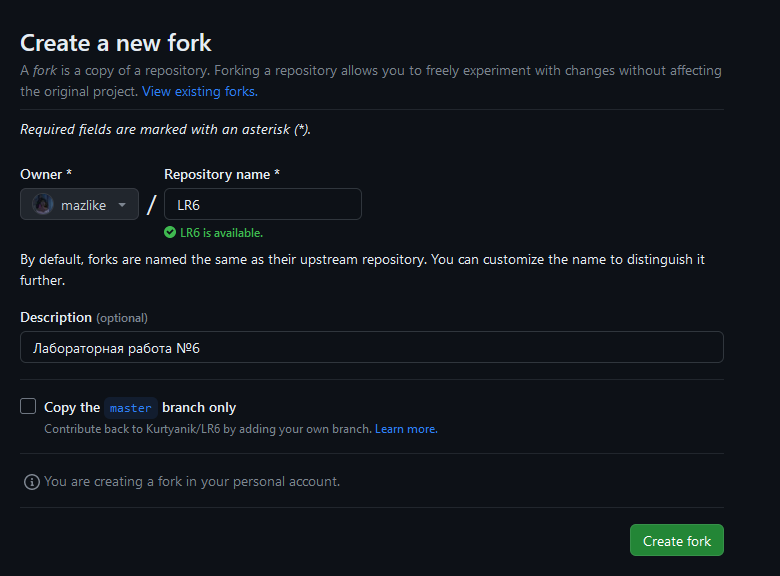 Create a new fork
A fork is a copy of a repository. Forking a repository allows you to freely experiment with changes without affecting
the original project. View existing forks.
Required fields are marked with an asterisk (*).
Owner *
Repository name *
mazlike
/
LR6
LR6 is available.
By default, forks are named the same as their upstream repository. You can customize the name to distinguish it
further.
Description (optional)
Лабораторная работа №6
Copy the master branch only
Contribute back to Kurtyanik/LR6 by adding your own branch. Learn more.
You are creating a fork in your personal account.
Create fork